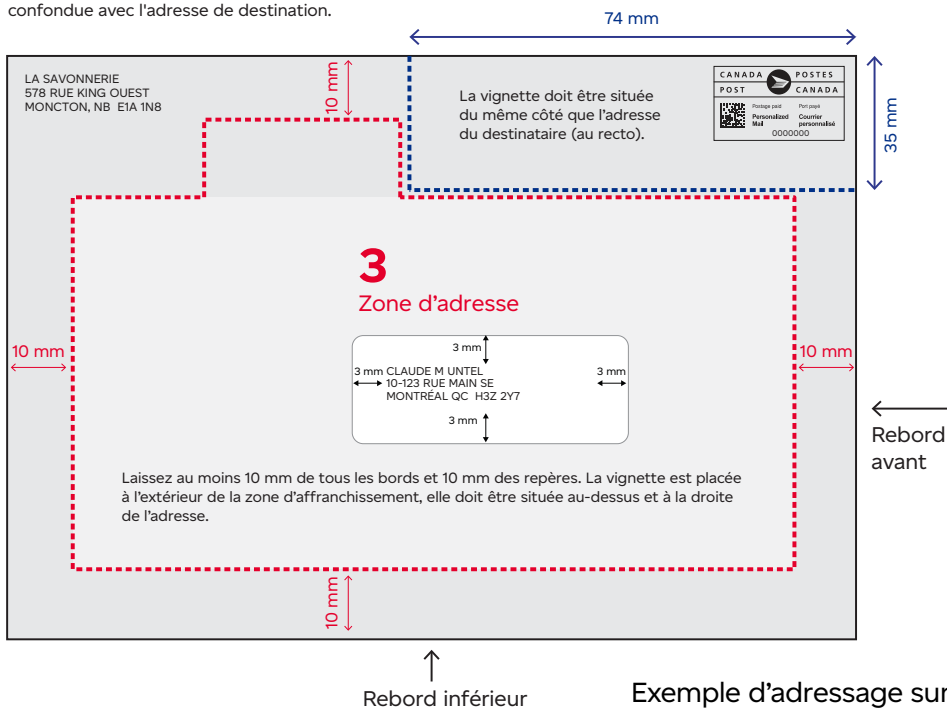 confondue avec l'adresse de destination.
74 mm
LA SAVONNERIE
578 RUE KING OUEST
MONCTON, NB  E1A 1N8
10 mm
La vignette doit être située
du même côté que l'adresse
du destinataire (au recto).
CANADA POSTES
POST CANADA
Postage paid Port payé
Personalized Courrier
Mail personnalisé
0000000
35 mm
3
Zone d'adresse
10 mm
10 mm
3 mm
3 mm CLAUDE M UNTEL 3 mm
10-123 RUE MAIN SE
MONTRÉAL QC  H3Z 2Y7
3 mm
Rebord
avant
Laissez au moins 10 mm de tous les bords et 10 mm des repères. La vignette est placée
à l'extérieur de la zone d'affranchissement, elle doit être située au-dessus et à la droite
de l'adresse.
10 mm
Rebord inférieur
Exemple d'adressage sur